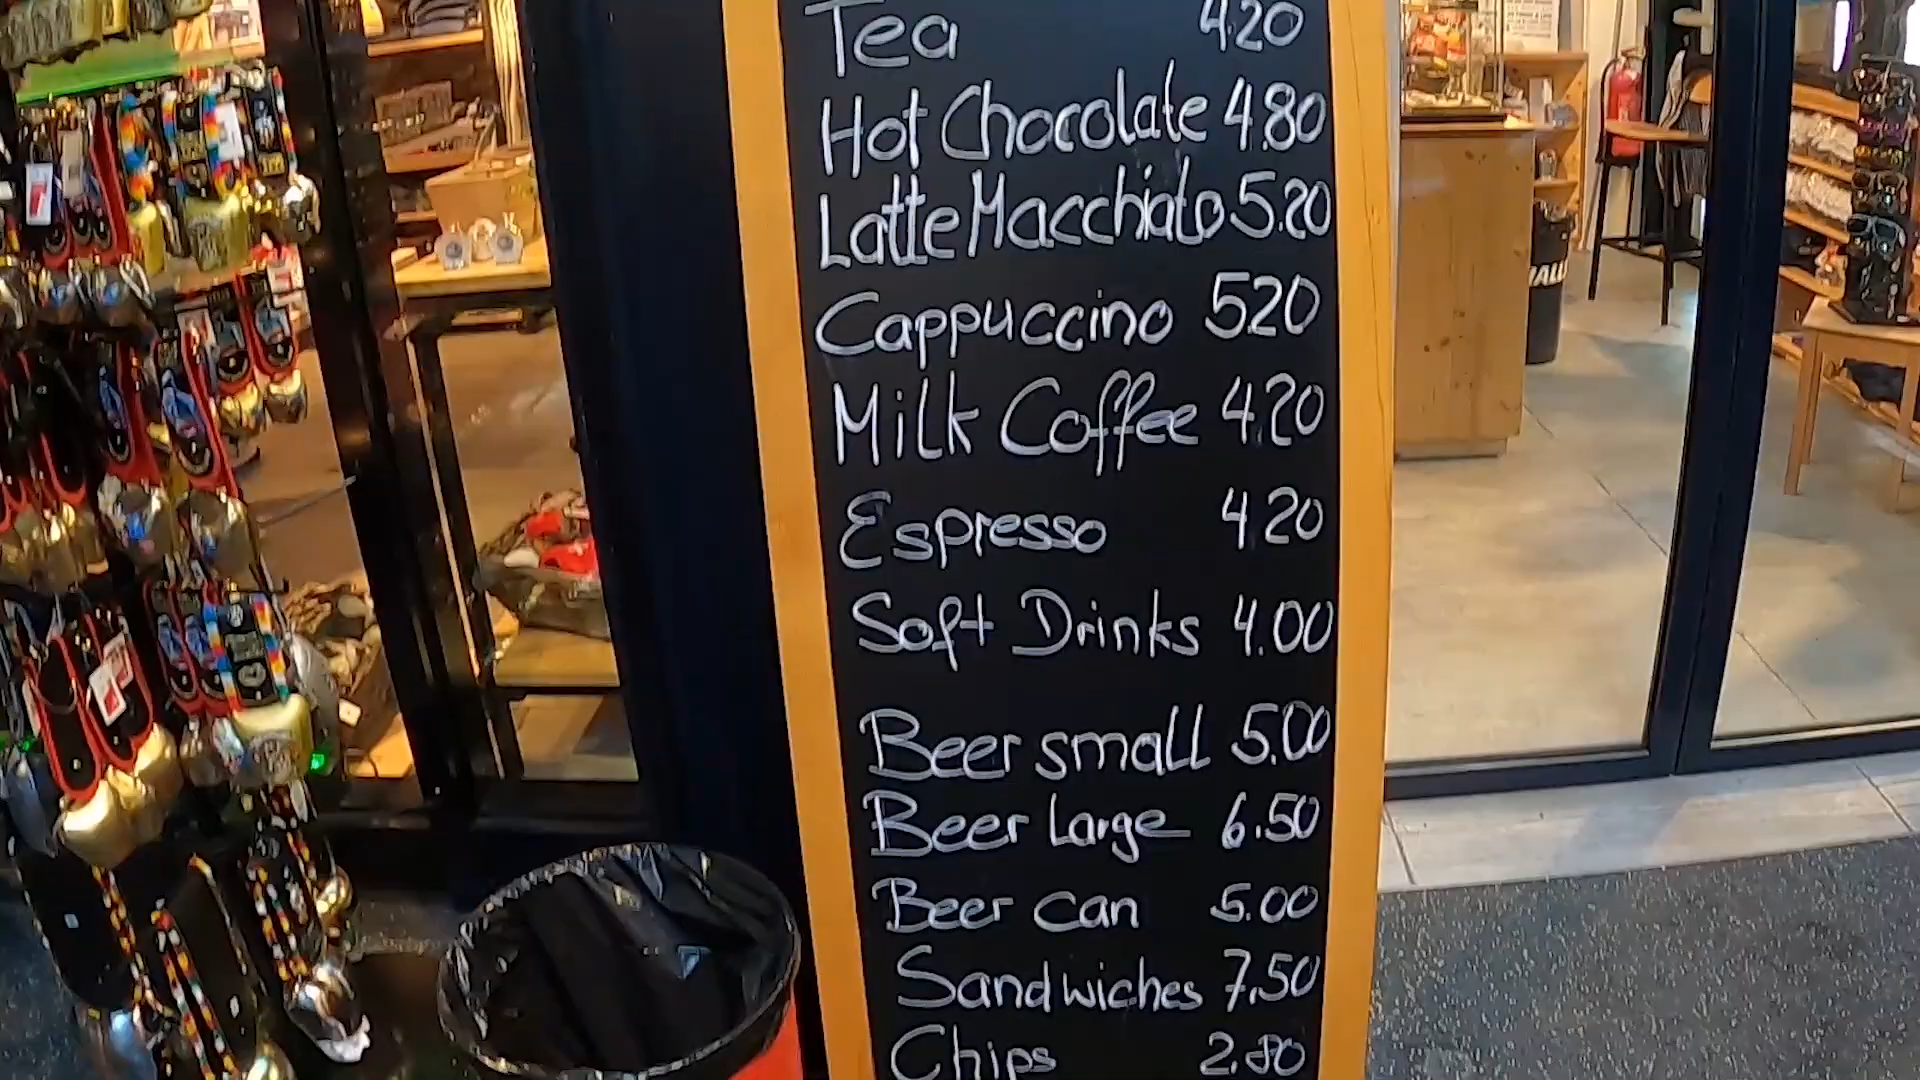 Tea 4.20
Hot Chocolate 4.80
Latte Macchiato 5.20
Cappuccino 520
Milk Coffee 4.20
Espresso 4 20
Soft Drinks 4.00
Beer small 5.00
Beer Large 6.50
Beer can 5.00
Sandwiches 7.50
Chips 2.80